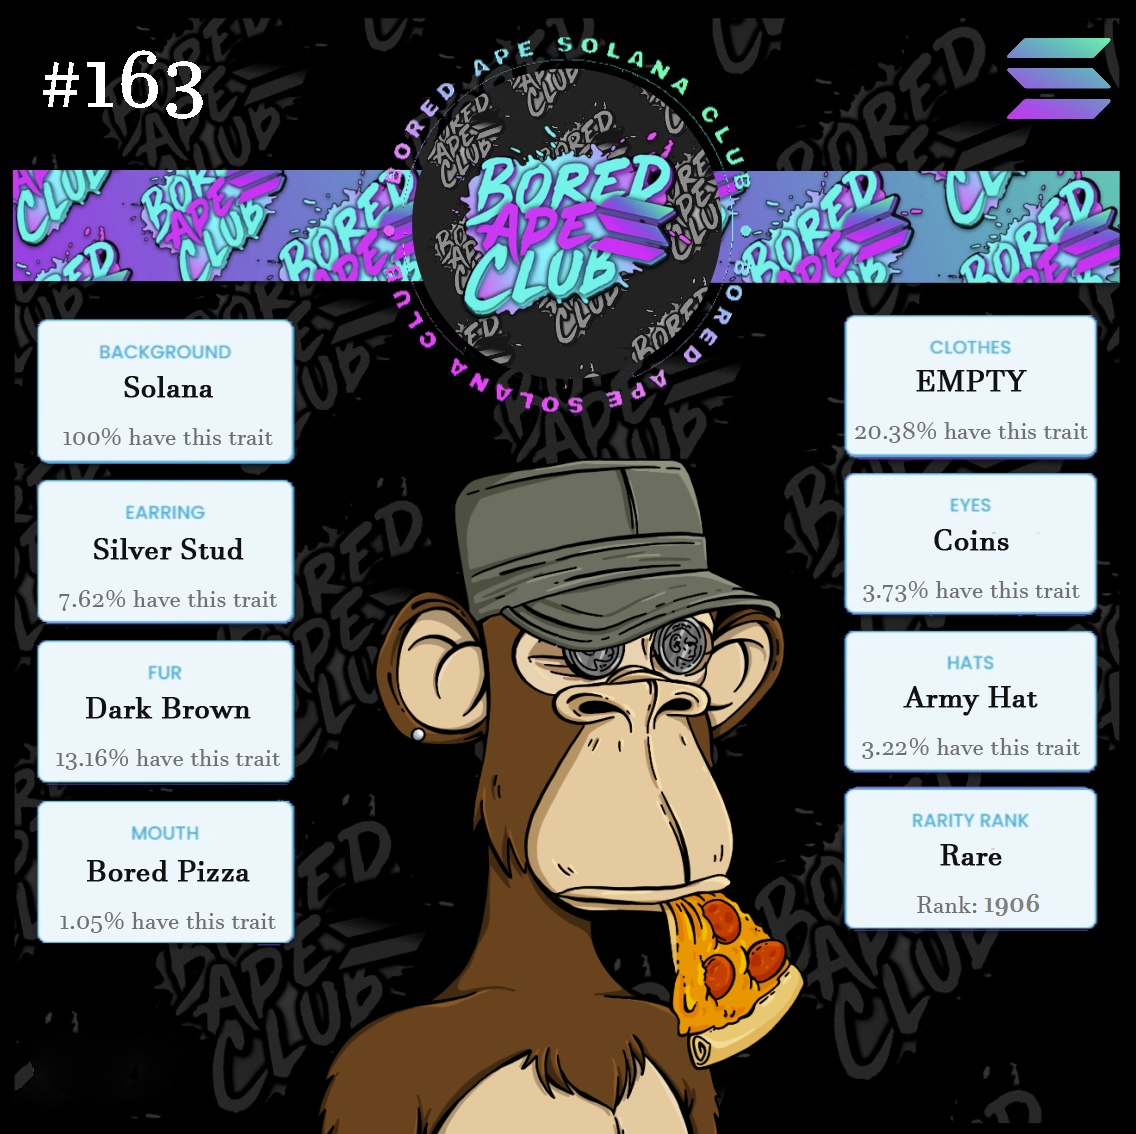 #163
BORED APE SOLANA CLUB
BORED APE SOLANA CLUB
BORED
APE
CLUB
BACKGROUND
Solana
100% have this trait
EARRING
Silver Stud
7.62% have this trait
FUR
Dark Brown
13.16% have this trait
MOUTH
Bored Pizza
1.05% have this trait
CLOTHES
EMPTY
20.38% have this trait
EYES
Coins
3.73% have this trait
HATS
Army Hat
3.22% have this trait
RARITY RANK
Rare
Rank: 1906